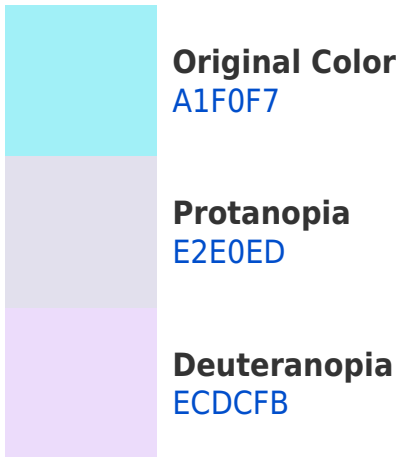 Original Color
A1F0F7
Protanopia
E2E0ED
Deuteranopia
ECDCFB